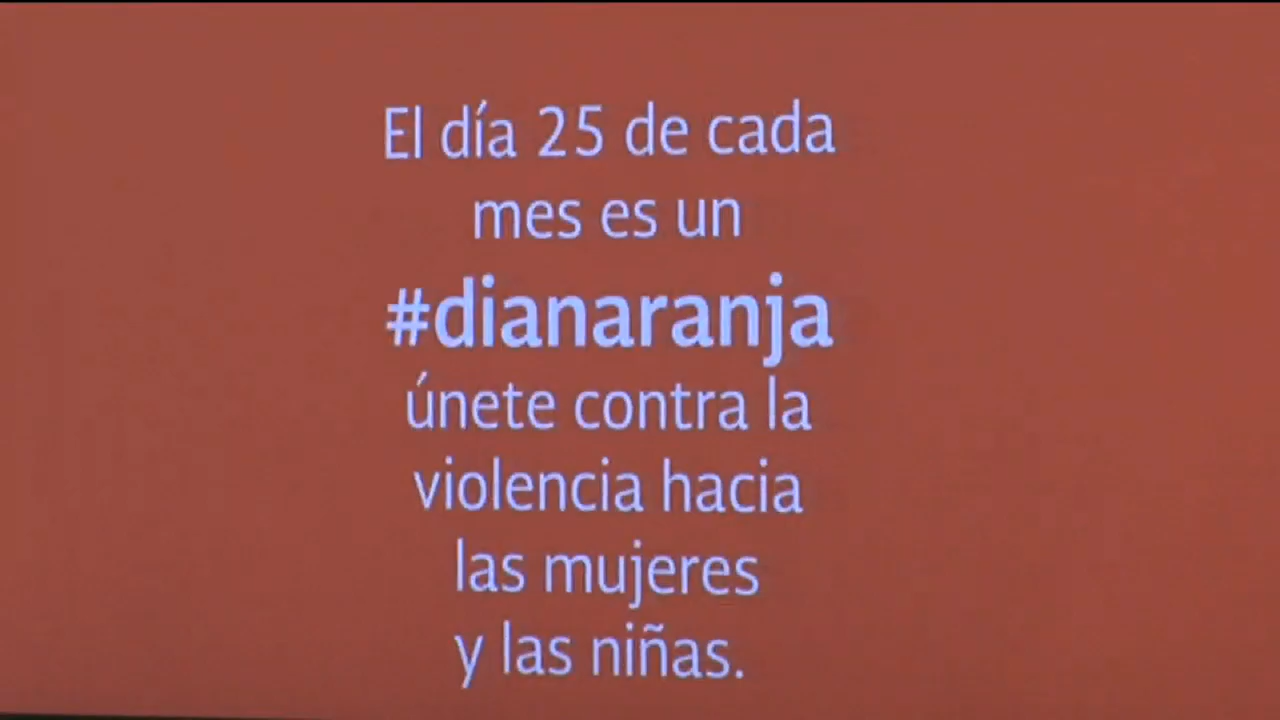 El día 25 de cada
mes es un
#dianaranja
únete contra la
violencia hacia
las mujeres
y las niñas.